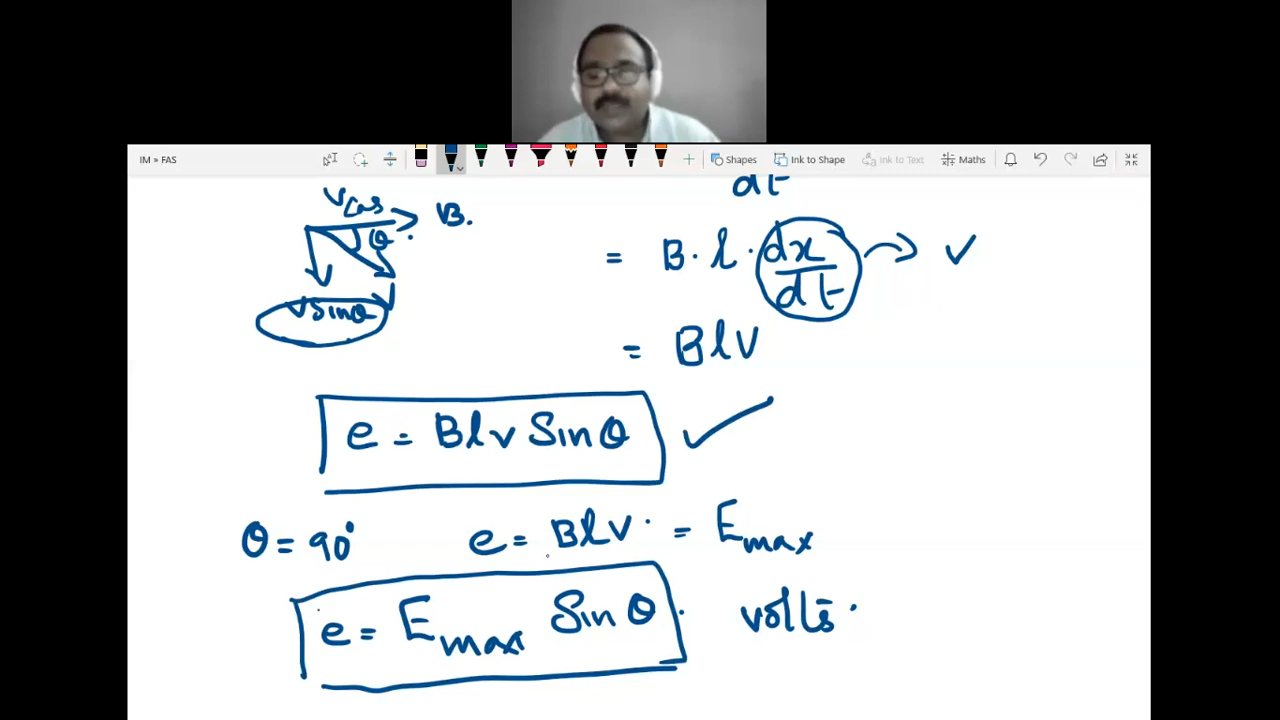 IM » FAS
Shapes Ink to Shape Ink to Text Maths
dt
vCosθ B.
= B · l · dx/dt → v
vSinθ
= Blv
e = Blv Sinθ ✓
θ = 90° e = Blv · = Emax
e = Emax Sinθ · volts ·